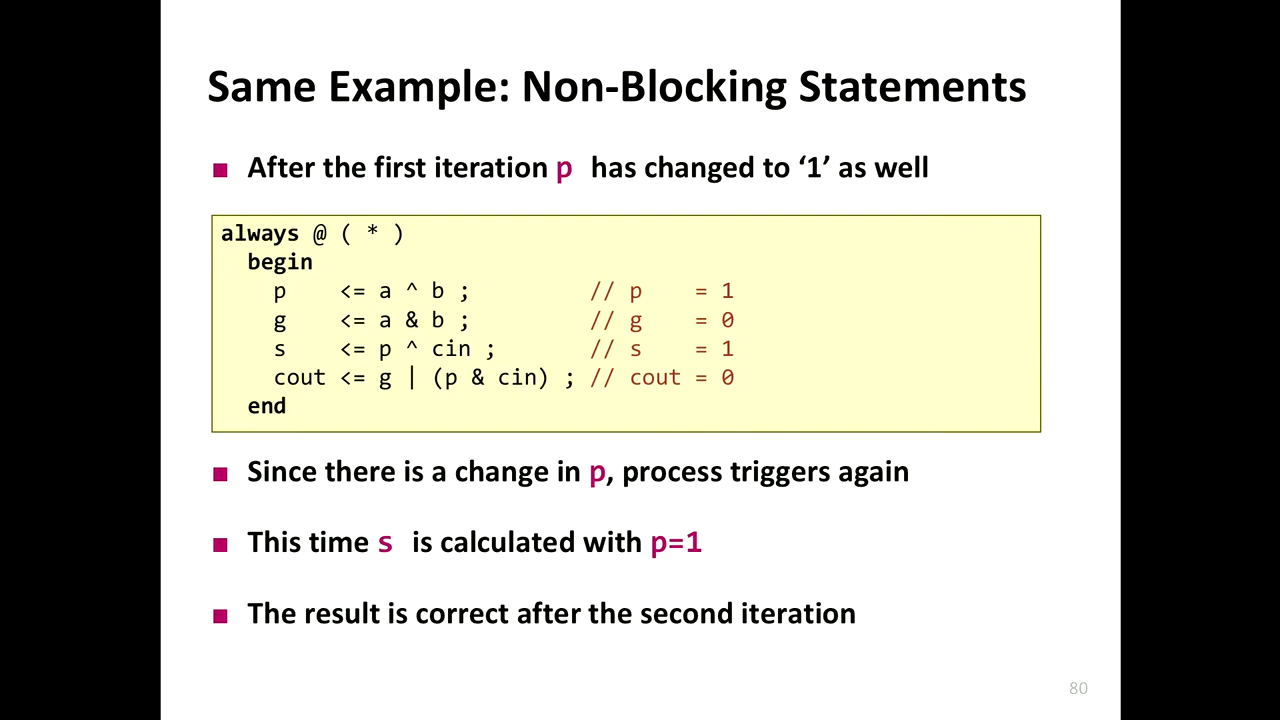 Same Example: Non-Blocking Statements
■ After the first iteration p has changed to ‘1’ as well
always @ ( * )
begin
p <= a ^ b ; // p = 1
g <= a & b ; // g = 0
s <= p ^ cin ; // s = 1
cout <= g | (p & cin) ; // cout = 0
end
■ Since there is a change in p, process triggers again
■ This time s is calculated with p=1
■ The result is correct after the second iteration
80